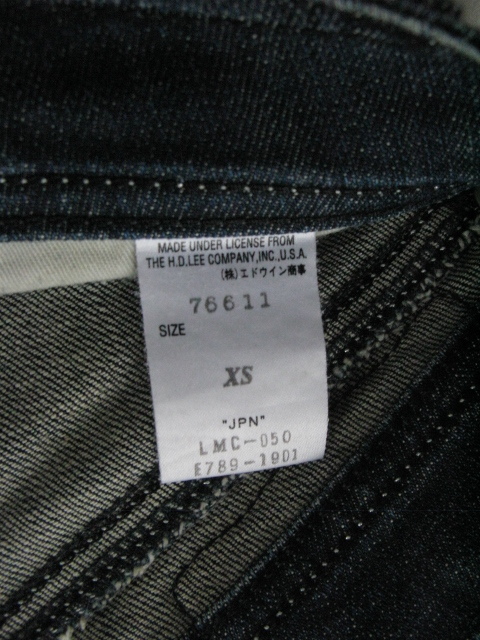 MADE UNDER LICENSE FROM
THE H.D.LEE COMPANY,INC.,U.S.A.
(株)エドウイン商事
76611
SIZE
XS
"JPN"
LMC-050
E789-1901